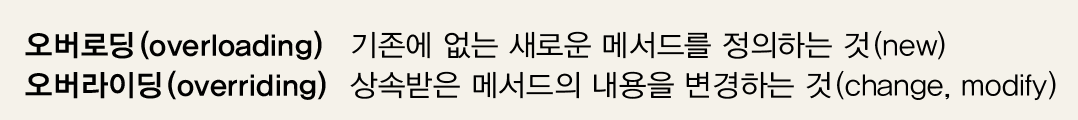 오버로딩(overloading) 기존에 없는 새로운 메서드를 정의하는 것(new)
오버라이딩(overriding) 상속받은 메서드의 내용을 변경하는 것(change, modify)